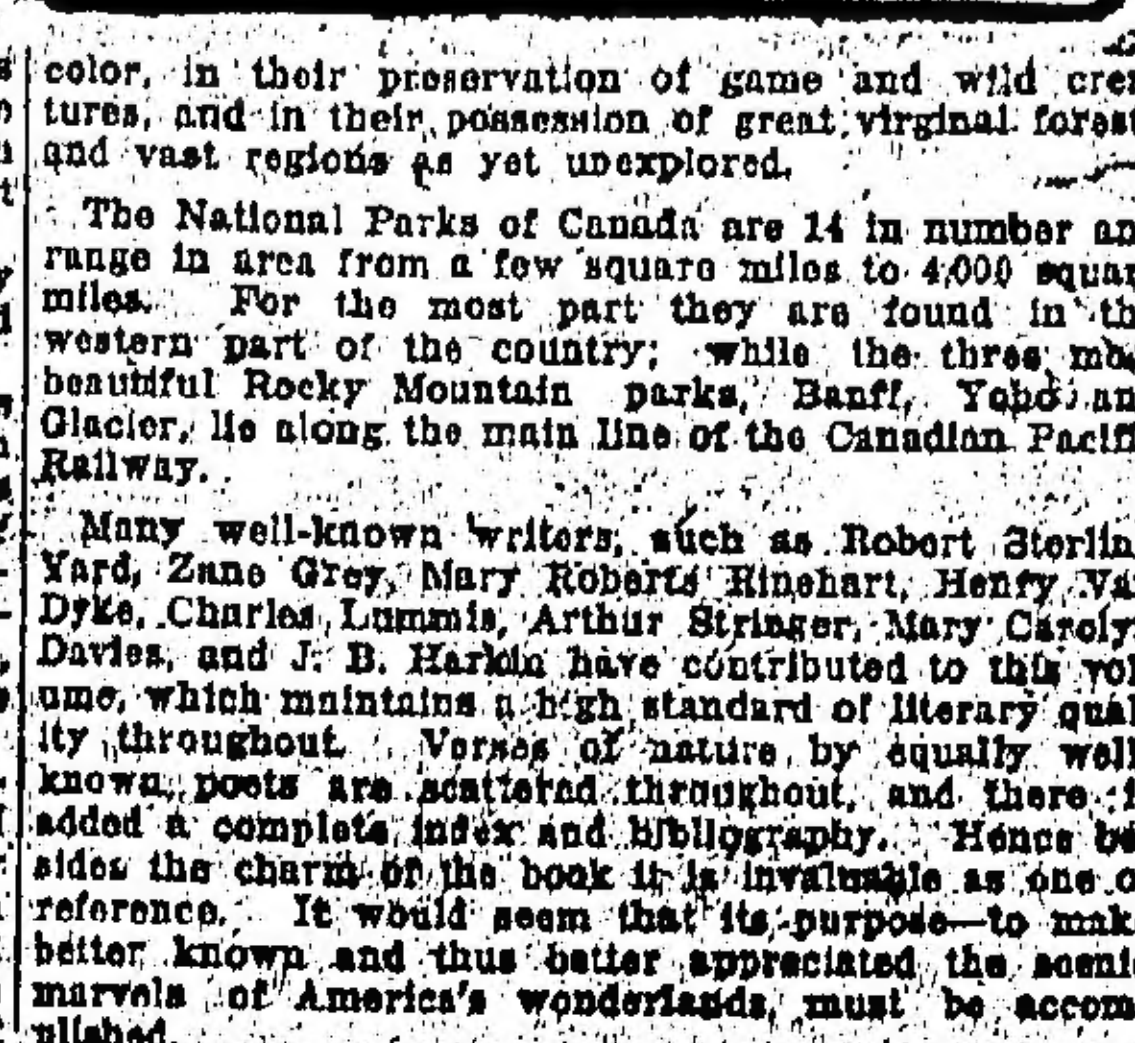 color, in their preservation of game and wild crea
tures, and in their possession of great virginal forest
and vast regions as yet unexplored.
The National Parks of Canada are 14 in number an
range in area from a few square miles to 4,000 squar
miles. For the most part they are found in th
western part of the country; while the three mo
beautiful Rocky Mountain parks, Banff, Yoho an
Glacier, lie along the main line of the Canadian Pacifi
Railway.
Many well-known writers, such as Robert Sterlin
Yard, Zane Grey, Mary Roberts Rinehart, Henry Va
Dyke, Charles Lummis, Arthur Stringer, Mary Caroly
Davies, and J. B. Harkin have contributed to this vol
ume, which maintains a high standard of literary qual
ity throughout. Verses of nature by equally well
known poets are scattered throughout, and there i
added a complete index and bibliography. Hence be
sides the charm of the book it is invaluable as one o
reference. It would seem that its purpose—to mak
better known and thus better appreciated the sceni
marvels of America's wonderlands, must be accom
plished.